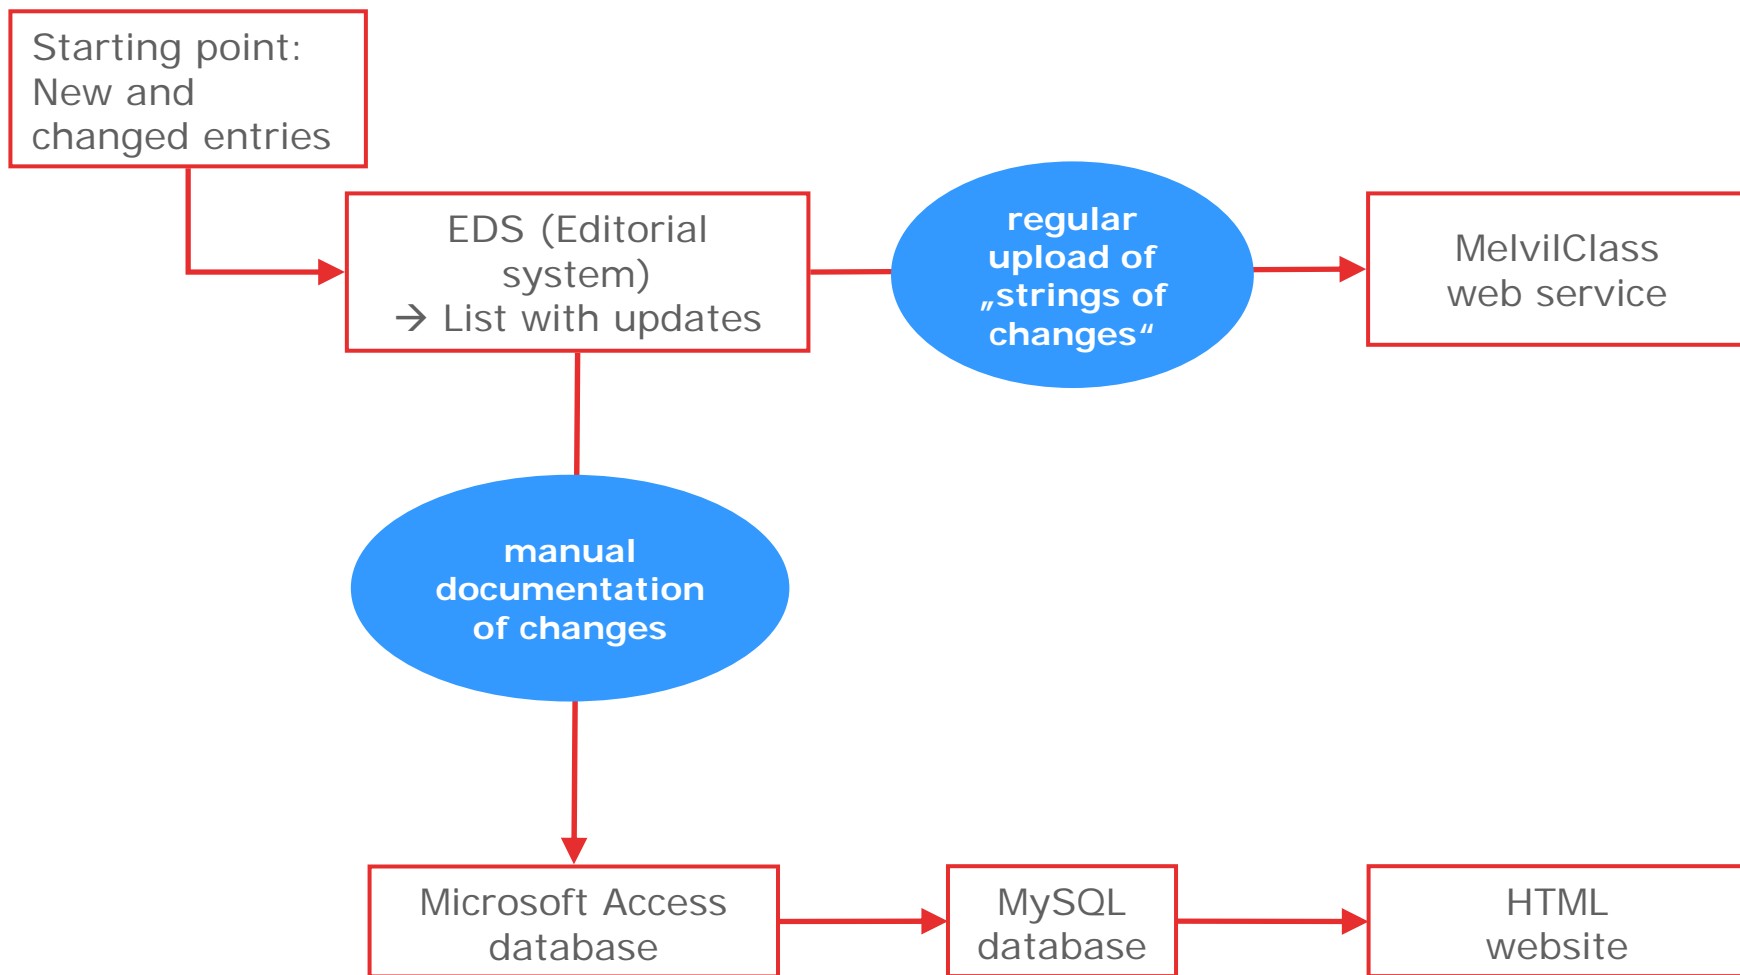 Starting point:
New and
changed entries
EDS (Editorial
system)
→ List with updates
regular
upload of
„strings of
changes“
MelvilClass
web service
manual
documentation
of changes
Microsoft Access
database
MySQL
database
HTML
website